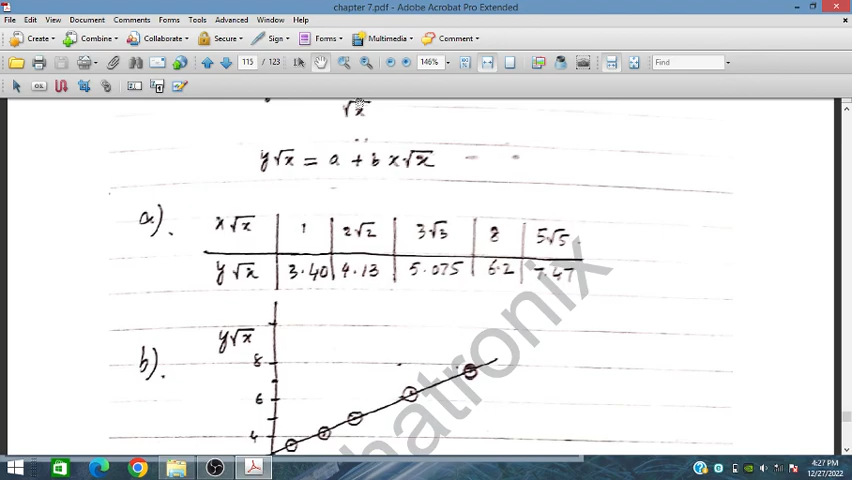 chapter 7.pdf - Adobe Acrobat Pro Extended
File Edit View Document Comments Forms Tools Advanced Window Help
Create Combine Collaborate Secure Sign Forms Multimedia Comment
115 / 123 146% Find
√x
y√x = a + b x√x
a). x√x 1 2√2 3√3 8 5√5
y√x 3.40 4.13 5.075 6.2 7.47
b). y√x
8
6
4
4:27 PM
12/27/2022